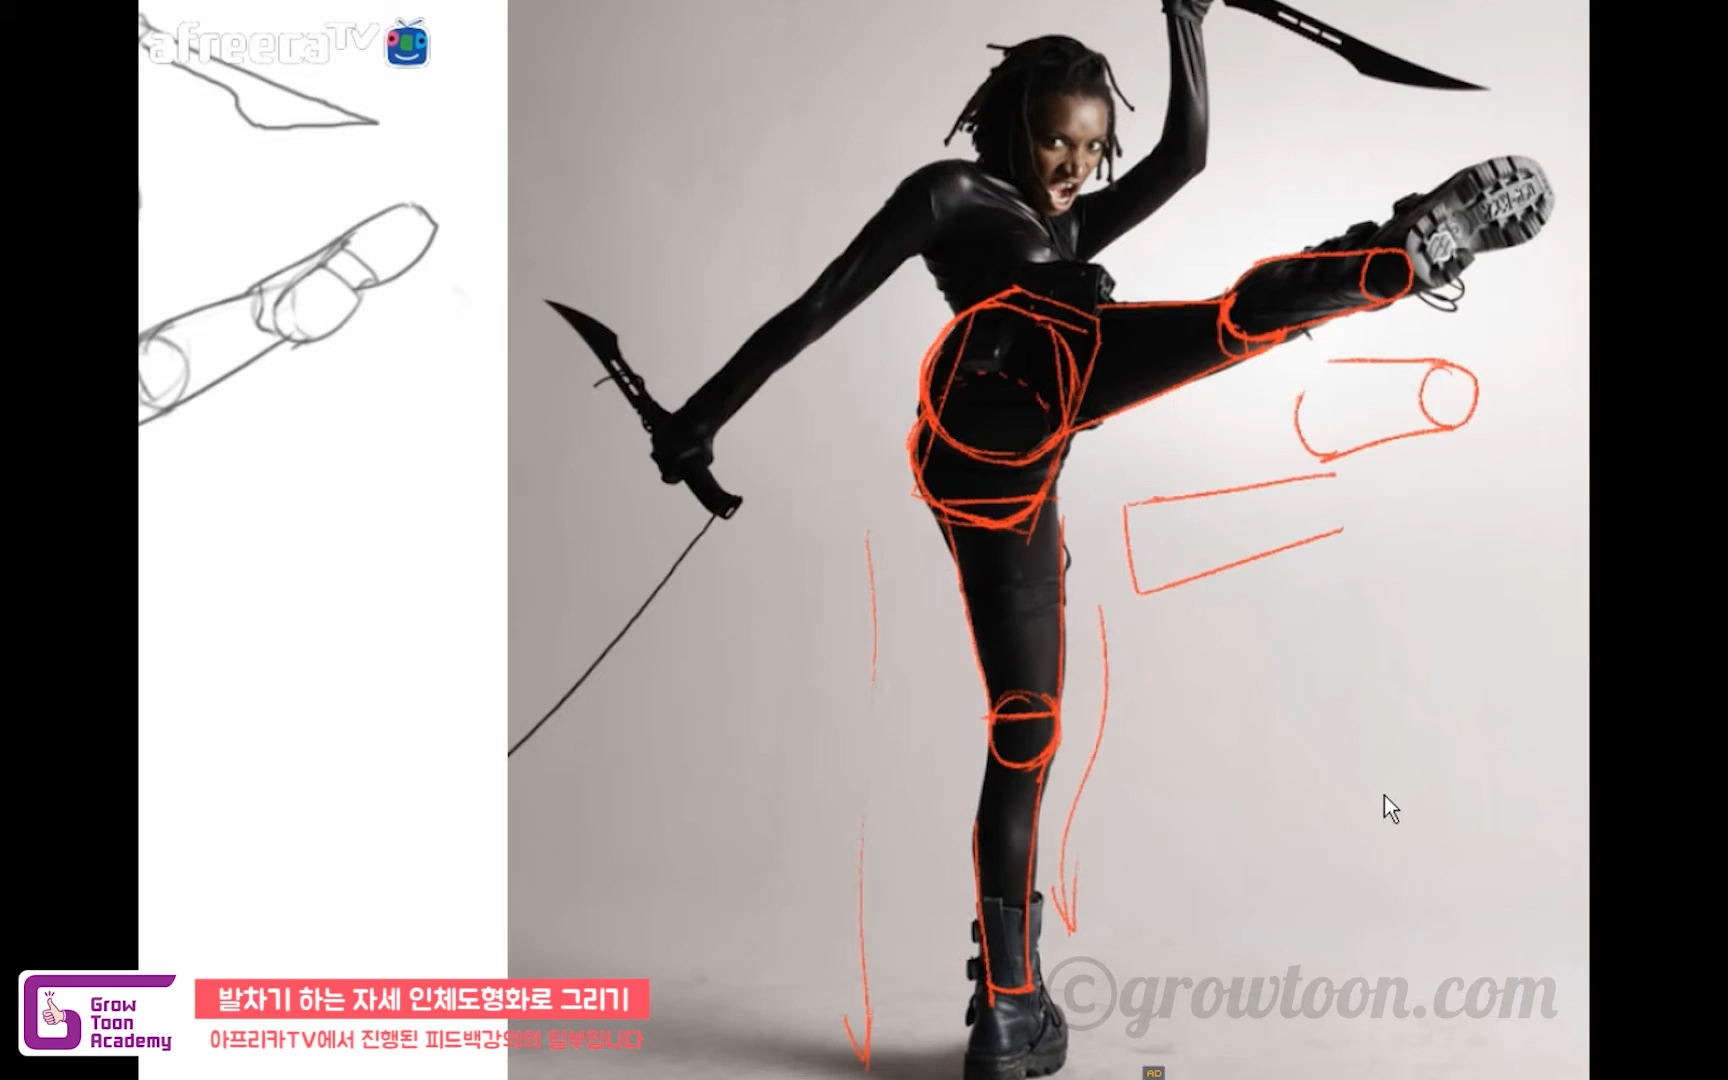 afreecaTV
Grow
Toon
Academy
발차기 하는 자세 인체도형화로 그리기
아프리카TV에서 진행된 피드백강의의 일부입니다
©growtoon.com
AD